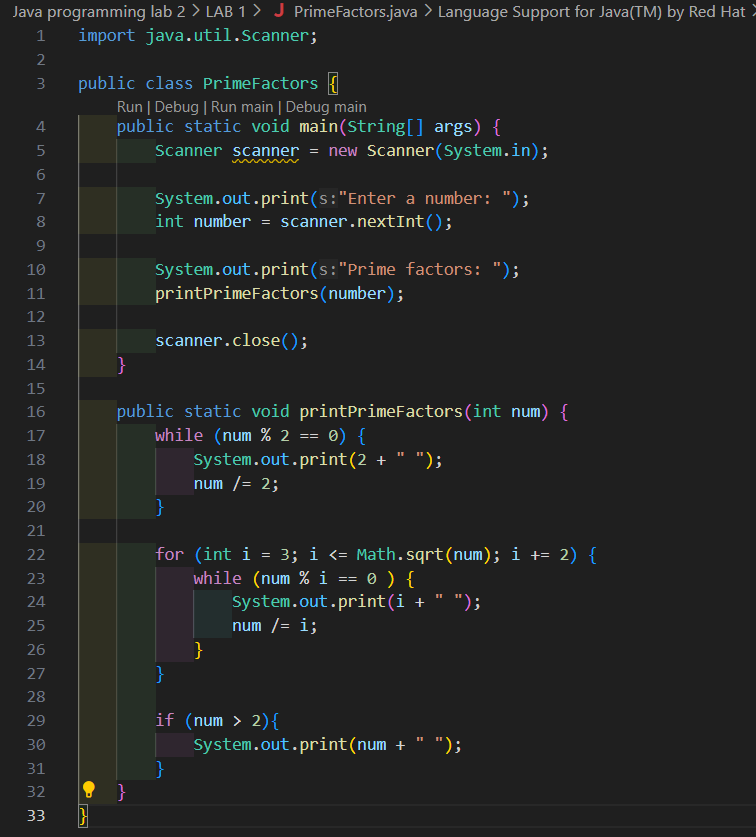 Java programming lab 2 > LAB 1 > J PrimeFactors.java > Language Support for Java(TM) by Red Hat >
1 import java.util.Scanner;
2
3 public class PrimeFactors {
Run | Debug | Run main | Debug main
4     public static void main(String[] args) {
5         Scanner scanner = new Scanner(System.in);
6
7         System.out.print(s:"Enter a number: ");
8         int number = scanner.nextInt();
9
10         System.out.print(s:"Prime factors: ");
11         printPrimeFactors(number);
12
13         scanner.close();
14     }
15
16     public static void printPrimeFactors(int num) {
17         while (num % 2 == 0) {
18             System.out.print(2 + " ");
19             num /= 2;
20         }
21
22         for (int i = 3; i <= Math.sqrt(num); i += 2) {
23             while (num % i == 0 ) {
24                 System.out.print(i + " ");
25                 num /= i;
26             }
27         }
28
29         if (num > 2){
30             System.out.print(num + " ");
31         }
32     }
33 }